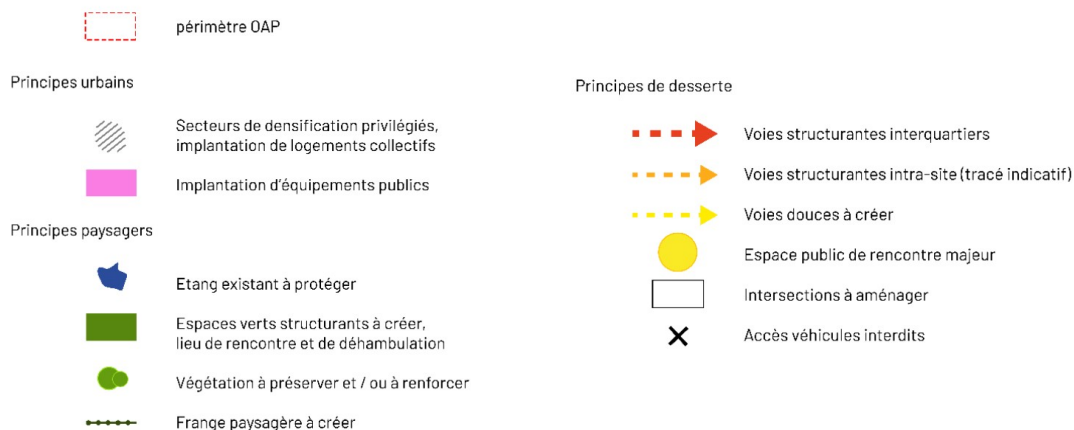 périmètre OAP
Principes urbains
Secteurs de densification privilégiés,
implantation de logements collectifs
Implantation d'équipements publics
Principes paysagers
Etang existant à protéger
Espaces verts structurants à créer,
lieu de rencontre et de déhambulation
Végétation à préserver et / ou à renforcer
Frange paysagère à créer
Principes de desserte
Voies structurantes interquartiers
Voies structurantes intra-site (tracé indicatif)
Voies douces à créer
Espace public de rencontre majeur
Intersections à aménager
Accès véhicules interdits